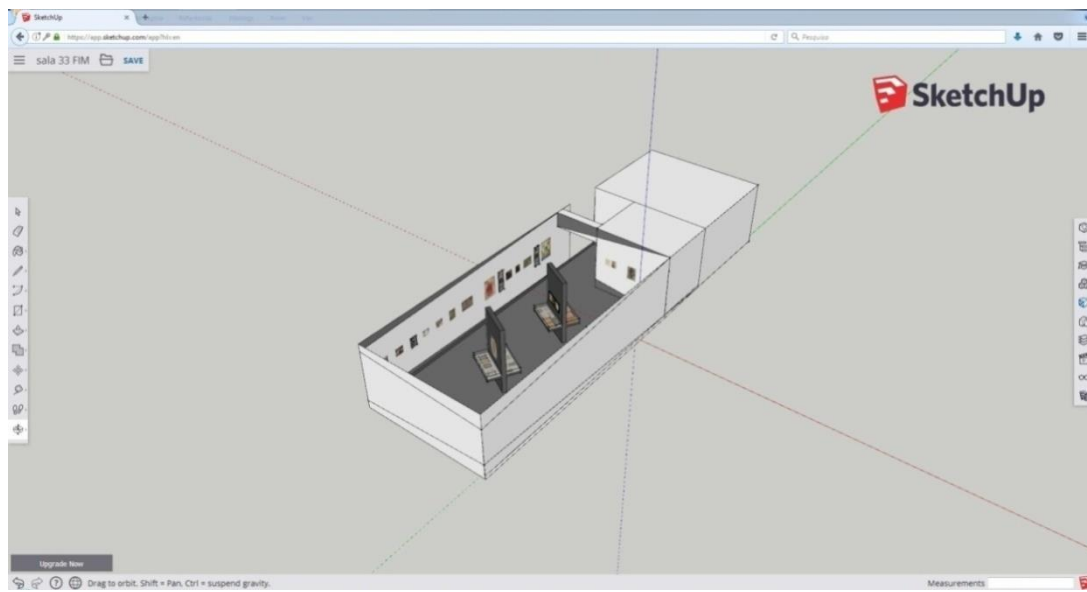 SketchUp
https://app.sketchup.com/app?hl=en
Pesquisa
sala 33 FIM SAVE
SketchUp
Upgrade Now
Drag to orbit. Shift = Pan, Ctrl = suspend gravity.
Measurements